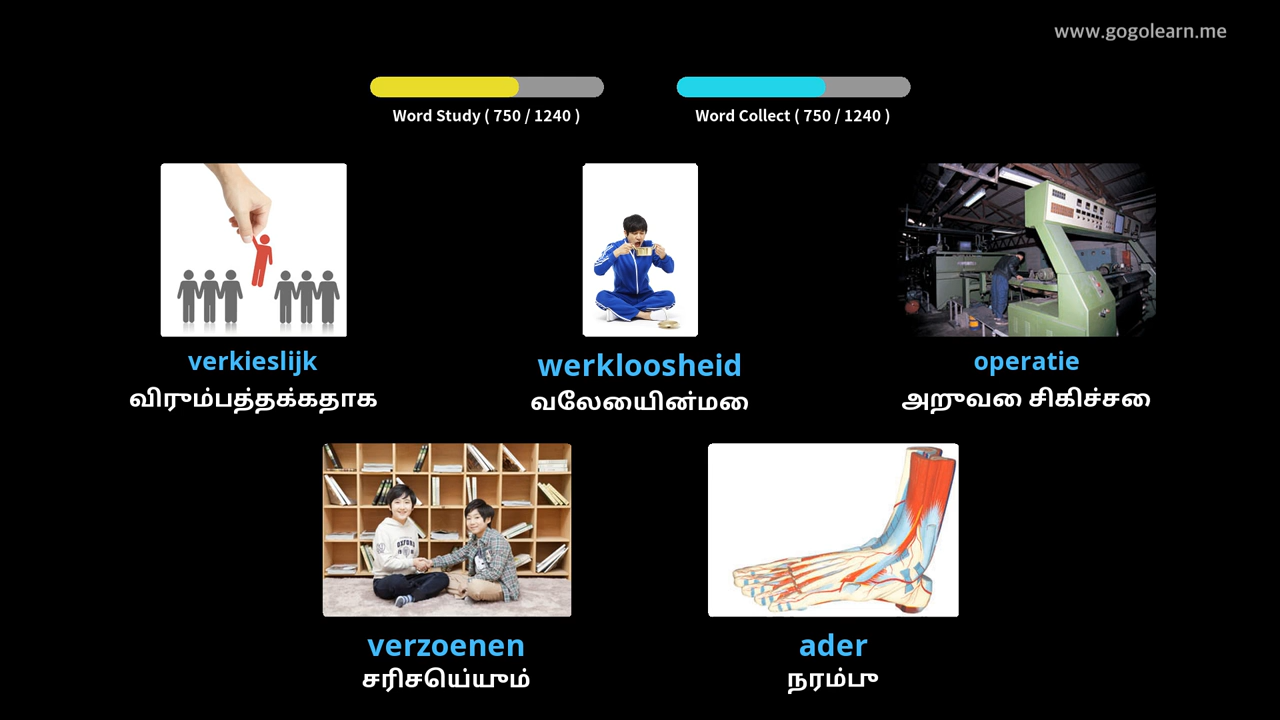 www.gogolearn.me
Word Study ( 750 / 1240 )
Word Collect ( 750 / 1240 )
verkieslijk
விரும்பத்தக்கதாக
werkloosheid
வேலையின்மை
operatie
அறுவை சிகிச்சை
verzoenen
சரிசெய்யும்
ader
நரம்பு